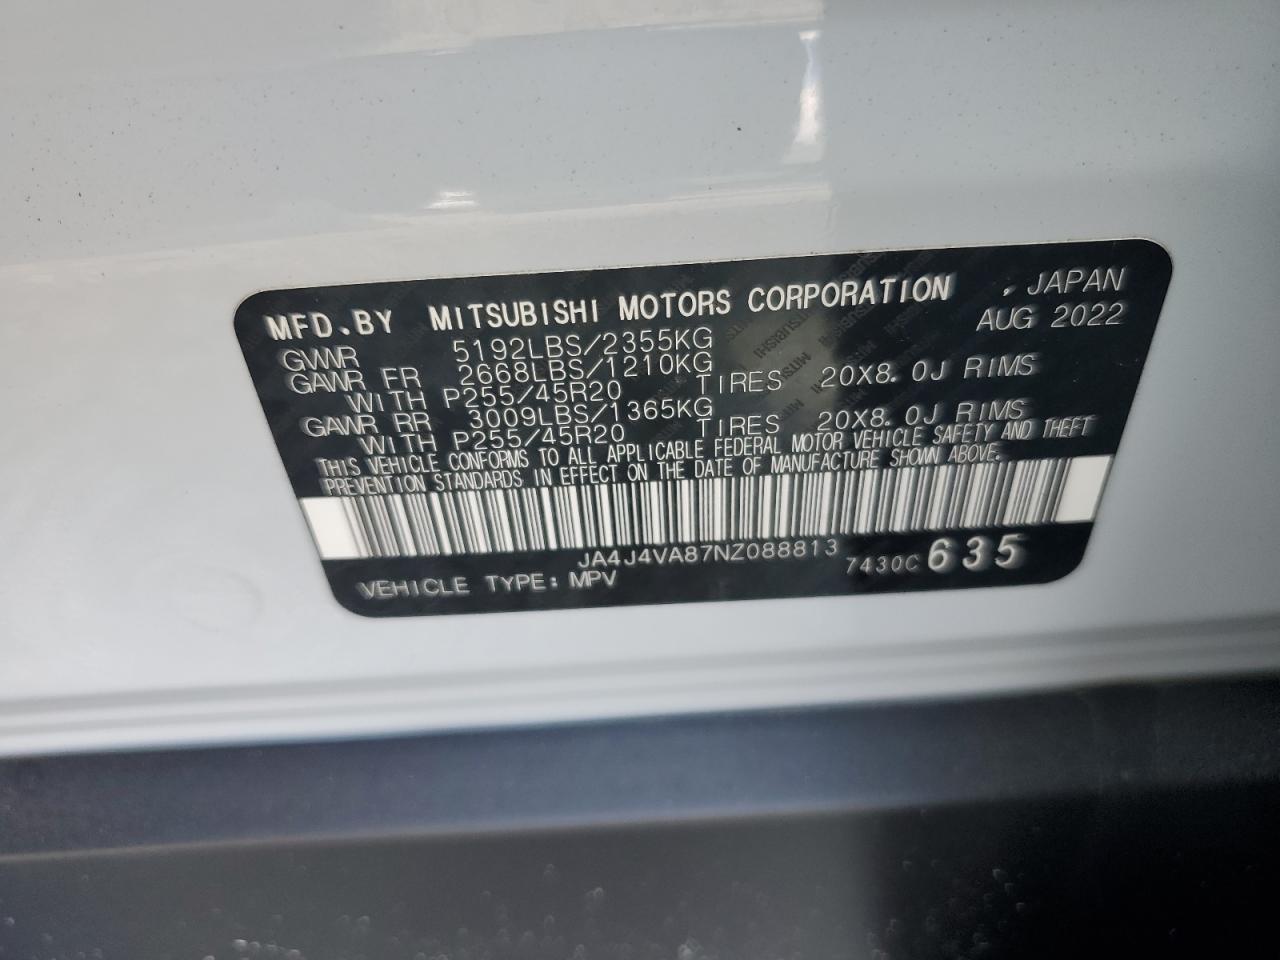 MFD.BY MITSUBISHI MOTORS CORPORATION , JAPAN
AUG 2022
GVWR 5192LBS/2355KG
GAWR FR 2668LBS/1210KG
WITH P255/45R20 TIRES 20X8.0J RIMS
GAWR RR 3009LBS/1365KG
WITH P255/45R20 TIRES 20X8.0J RIMS
THIS VEHICLE CONFORMS TO ALL APPLICABLE FEDERAL MOTOR VEHICLE SAFETY AND THEFT
PREVENTION STANDARDS IN EFFECT ON THE DATE OF MANUFACTURE SHOWN ABOVE.
JA4J4VA87NZ088813 7430C 635
VEHICLE TYPE: MPV